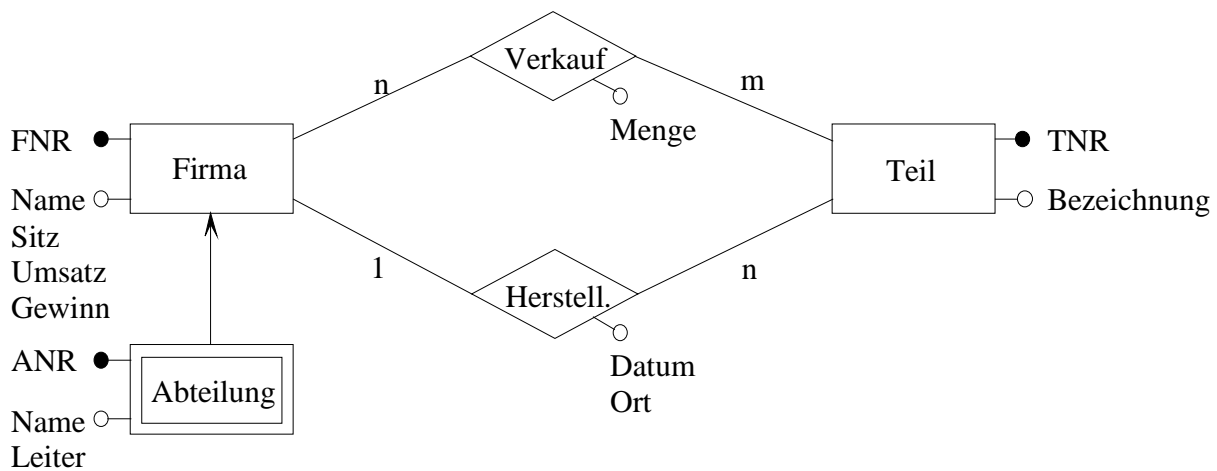 Verkauf
n
m
Menge
FNR
Firma
Name
Sitz
Umsatz
Gewinn
Teil
TNR
Bezeichnung
1
n
Herstell.
Datum
Ort
ANR
Abteilung
Name
Leiter